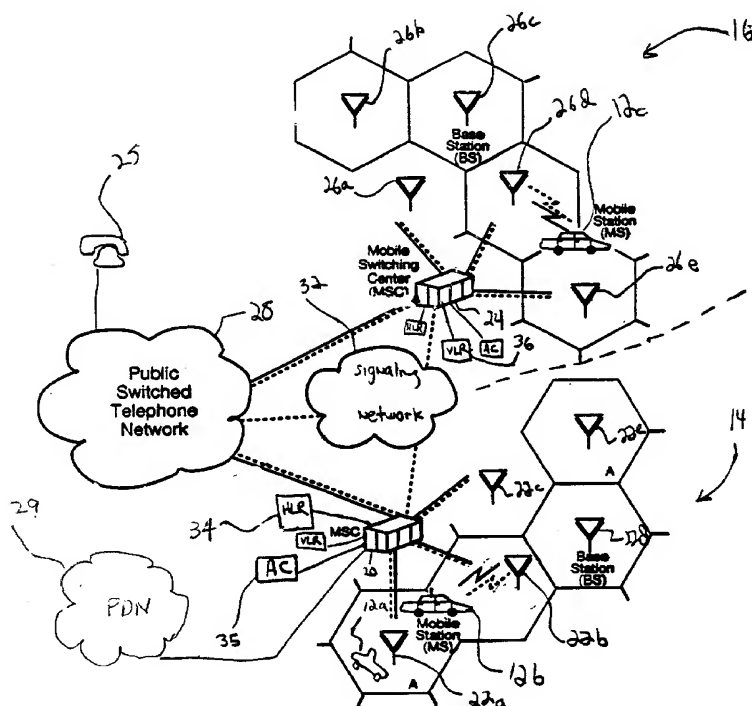 16
26b
26c
26d
12c
25
Base
Station
(BS)
26a
Mobile
Station
(MS)
Mobile
Switching
Center
(MSC)
26e
32
28
24
36
HLR
VLR
AC
Public
Switched
Telephone
Network
Signaling
Network
22e
14
A
22c
29
34
HLR
MSC
VLR
20
Base
Station
(BS)
22d
AC
PDN
12a
22b
35
Mobile
Station
(MS)
12b
A
22a